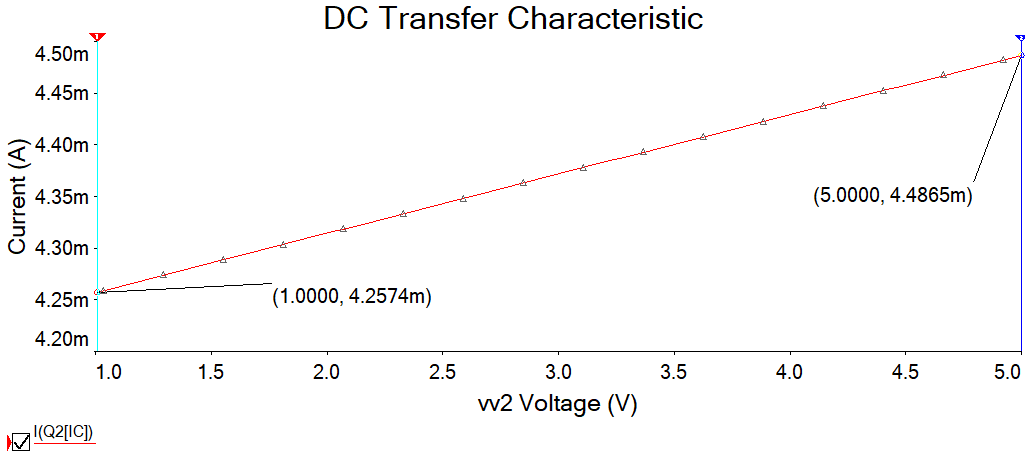 DC Transfer Characteristic
1
2
4.50m
4.45m
4.40m
4.35m
4.30m
4.25m
4.20m
Current (A)
(5.0000, 4.4865m)
(1.0000, 4.2574m)
1.0 1.5 2.0 2.5 3.0 3.5 4.0 4.5 5.0
vv2 Voltage (V)
I(Q2[IC])